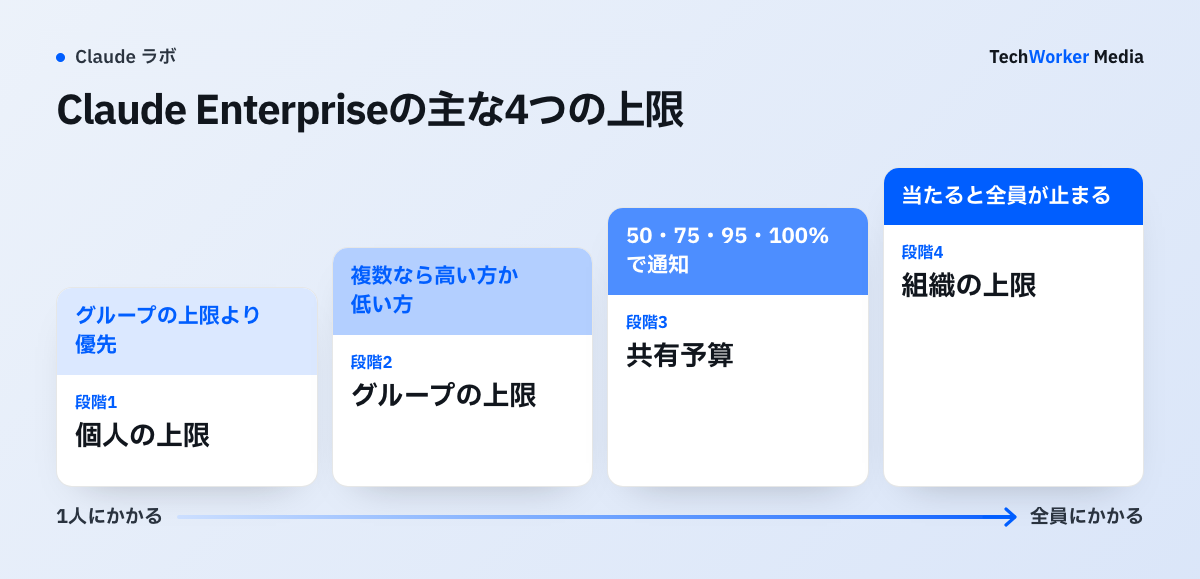 Claude ラボ
TechWorker Media
Claude Enterpriseの主な4つの上限
グループの上限より
優先
段階1
個人の上限
複数なら高い方か
低い方
段階2
グループの上限
50・75・95・100%
で通知
段階3
共有予算
当たると全員が止まる
段階4
組織の上限
1人にかかる
全員にかかる